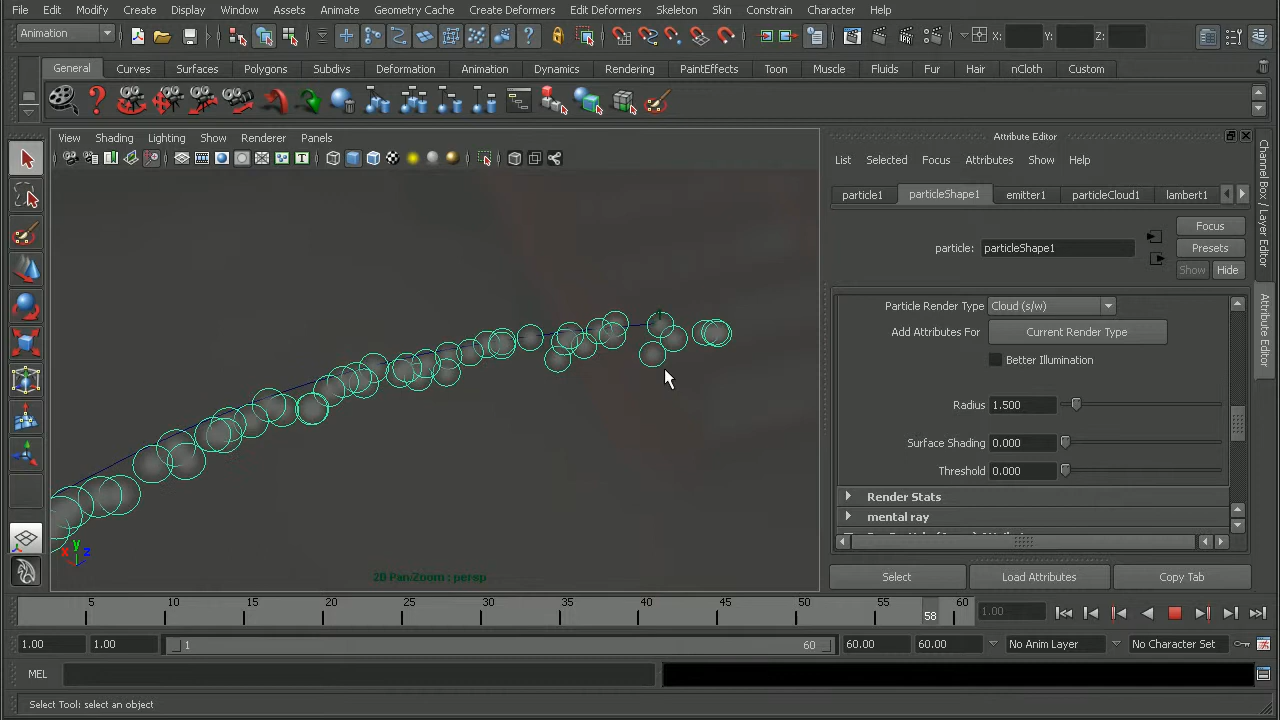 File Edit Modify Create Display Window Assets Animate Geometry Cache Create Deformers Edit Deformers Skeleton Skin Constrain Character Help
Animation X: Y: Z:
General Curves Surfaces Polygons Subdivs Deformation Animation Dynamics Rendering PaintEffects Toon Muscle Fluids Fur Hair nCloth Custom
View Shading Lighting Show Renderer Panels
Attribute Editor
List Selected Focus Attributes Show Help
particle1 particleShape1 emitter1 particleCloud1 lambert1
particle: particleShape1
Focus
Presets
Show Hide
Particle Render Type Cloud (s/w)
Add Attributes For Current Render Type
Better Illumination
Radius 1.500
Surface Shading 0.000
Threshold 0.000
Render Stats
mental ray
Select Load Attributes Copy Tab
Channel Box / Layer Editor
Attribute Editor
y
x z
2D Pan/Zoom : persp
5 10 15 20 25 30 35 40 45 50 55 58 60 1.00
1.00 1.00 1 60 60.00 60.00 No Anim Layer No Character Set
MEL
Select Tool: select an object